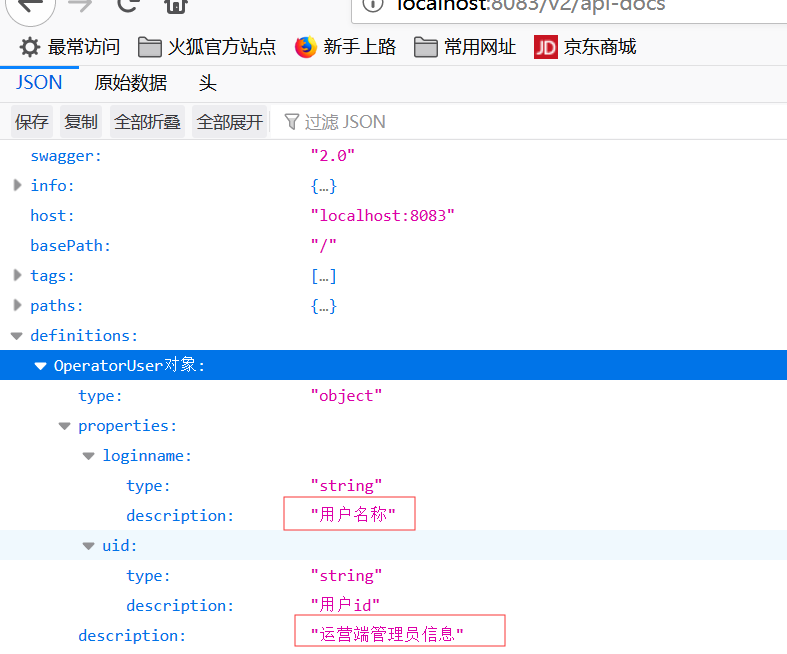 localhost:8083/v2/api-docs
最常访问 火狐官方站点 新手上路 常用网址 JD 京东商城
JSON 原始数据 头
保存 复制 全部折叠 全部展开 过滤 JSON
swagger: "2.0"
info: {…}
host: "localhost:8083"
basePath: "/"
tags: […]
paths: {…}
definitions:
OperatorUser对象:
type: "object"
properties:
loginname:
type: "string"
description: "用户名称"
uid:
type: "string"
description: "用户id"
description: "运营端管理员信息"